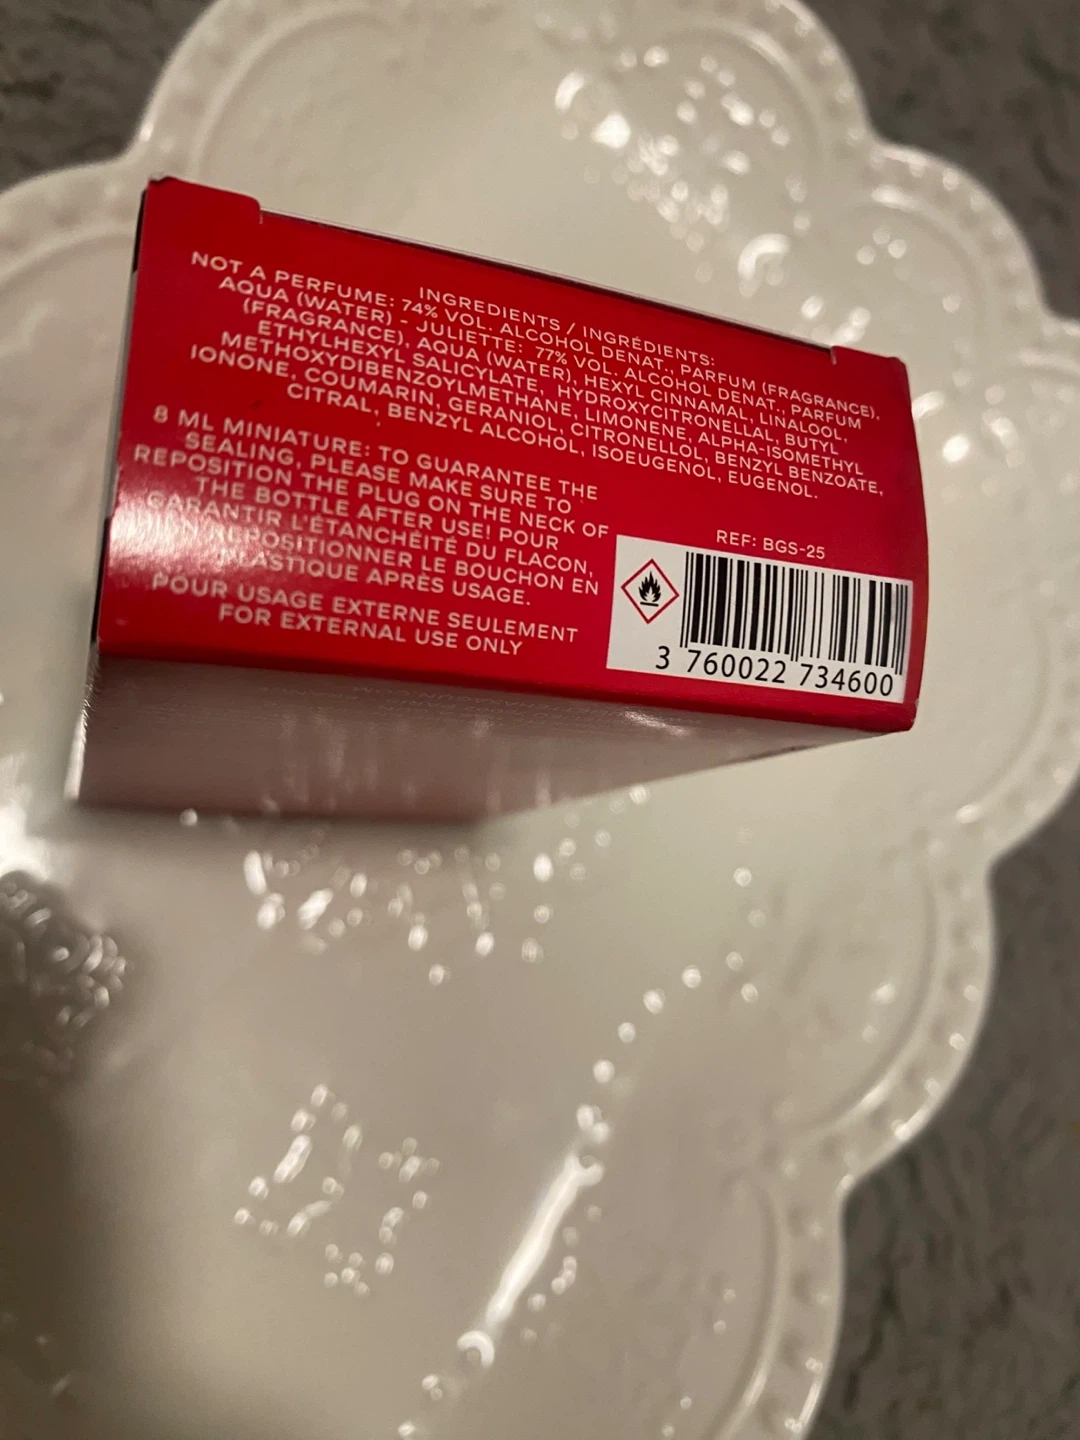 INGREDIENTS / INGRÉDIENTS:
NOT A PERFUME: 74% VOL. ALCOHOL DENAT., PARFUM (FRAGRANCE),
AQUA (WATER) - JULIETTE: 77% VOL. ALCOHOL DENAT., PARFUM
(FRAGRANCE), AQUA (WATER), HEXYL CINNAMAL, LINALOOL,
ETHYLHEXYL SALICYLATE, HYDROXYCITRONELLAL, BUTYL
METHOXYDIBENZOYLMETHANE, LIMONENE, ALPHA-ISOMETHYL
IONONE, COUMARIN, GERANIOL, CITRONELLOL, BENZYL BENZOATE,
CITRAL, BENZYL ALCOHOL, ISOEUGENOL, EUGENOL.
8 ML MINIATURE: TO GUARANTEE THE
SEALING, PLEASE MAKE SURE TO
REPOSITION THE PLUG ON THE NECK OF
THE BOTTLE AFTER USE! POUR
GARANTIR L'ÉTANCHÉITÉ DU FLACON,
REPOSITIONNER LE BOUCHON EN
PLASTIQUE APRÈS USAGE.
POUR USAGE EXTERNE SEULEMENT
FOR EXTERNAL USE ONLY
REF: BGS-25
3 760022 734600